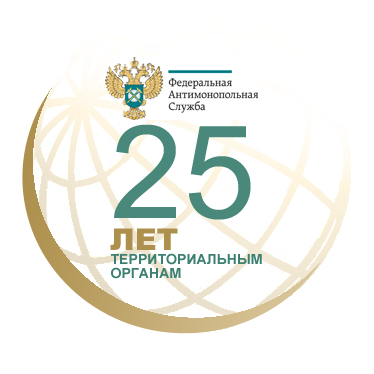 Федеральная
Антимонопольная
Служба
25
ЛЕТ
ТЕРРИТОРИАЛЬНЫМ
ОРГАНАМ